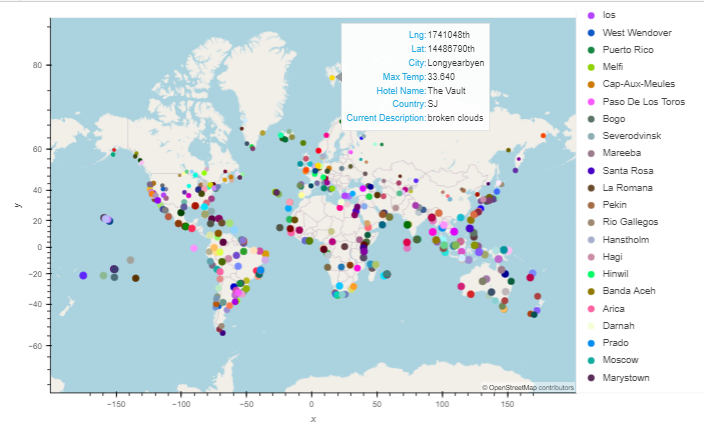 Lng: 1741048th
Lat: 14486790th
City: Longyearbyen
Max Temp: 33.640
Hotel Name: The Vault
Country: SJ
Current Description: broken clouds
80
60
40
20
0
−20
−40
−60
y
−150
−100
−50
0
50
100
150
x
© OpenStreetMap contributors
Ios
West Wendover
Puerto Rico
Melfi
Cap-Aux-Meules
Paso De Los Toros
Bogo
Severodvinsk
Mareeba
Santa Rosa
La Romana
Pekin
Rio Gallegos
Hanstholm
Hagi
Hinwil
Banda Aceh
Arica
Darnah
Prado
Moscow
Marystown